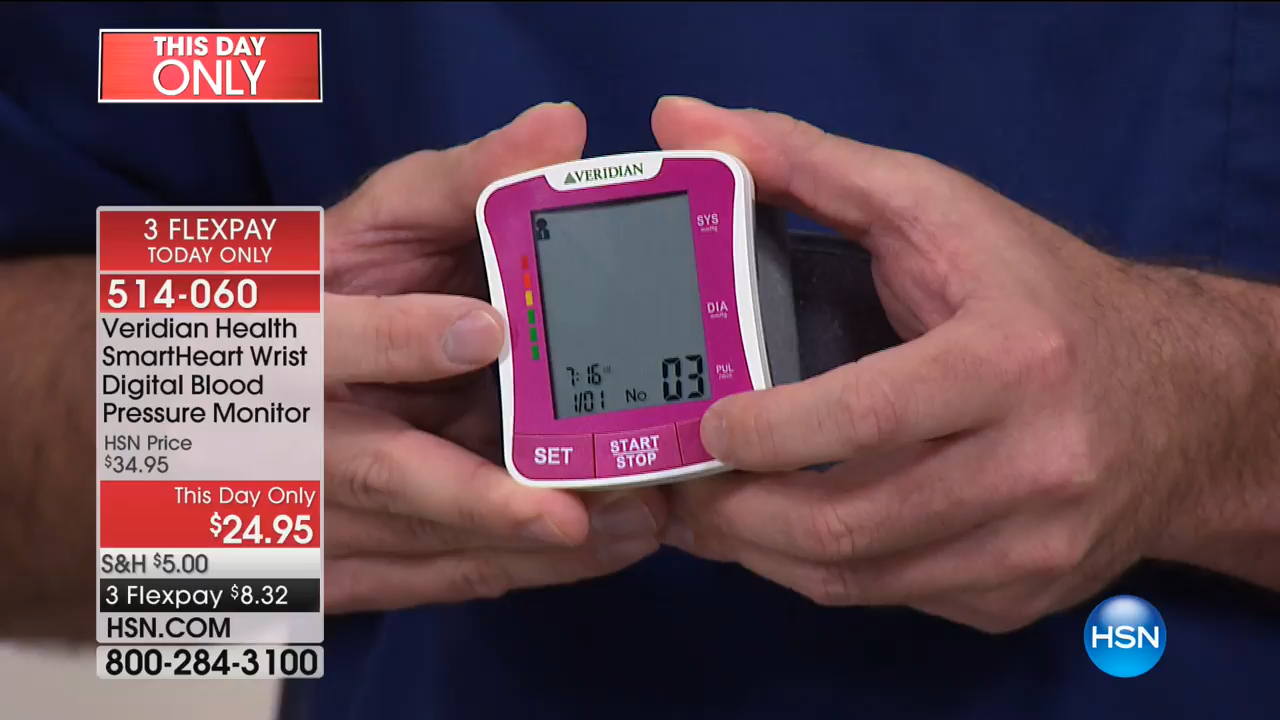 THIS DAY
ONLY
3 FLEXPAY
TODAY ONLY
514-060
Veridian Health
SmartHeart Wrist
Digital Blood
Pressure Monitor
HSN Price
$34.95
This Day Only
$24.95
S&H $5.00
3 Flexpay $8.32
HSN.COM
800-284-3100
VERIDIAN
SYS
mmHg
DIA
mmHg
PUL
7:16
1/01
No 03
SET
START
STOP
HSN